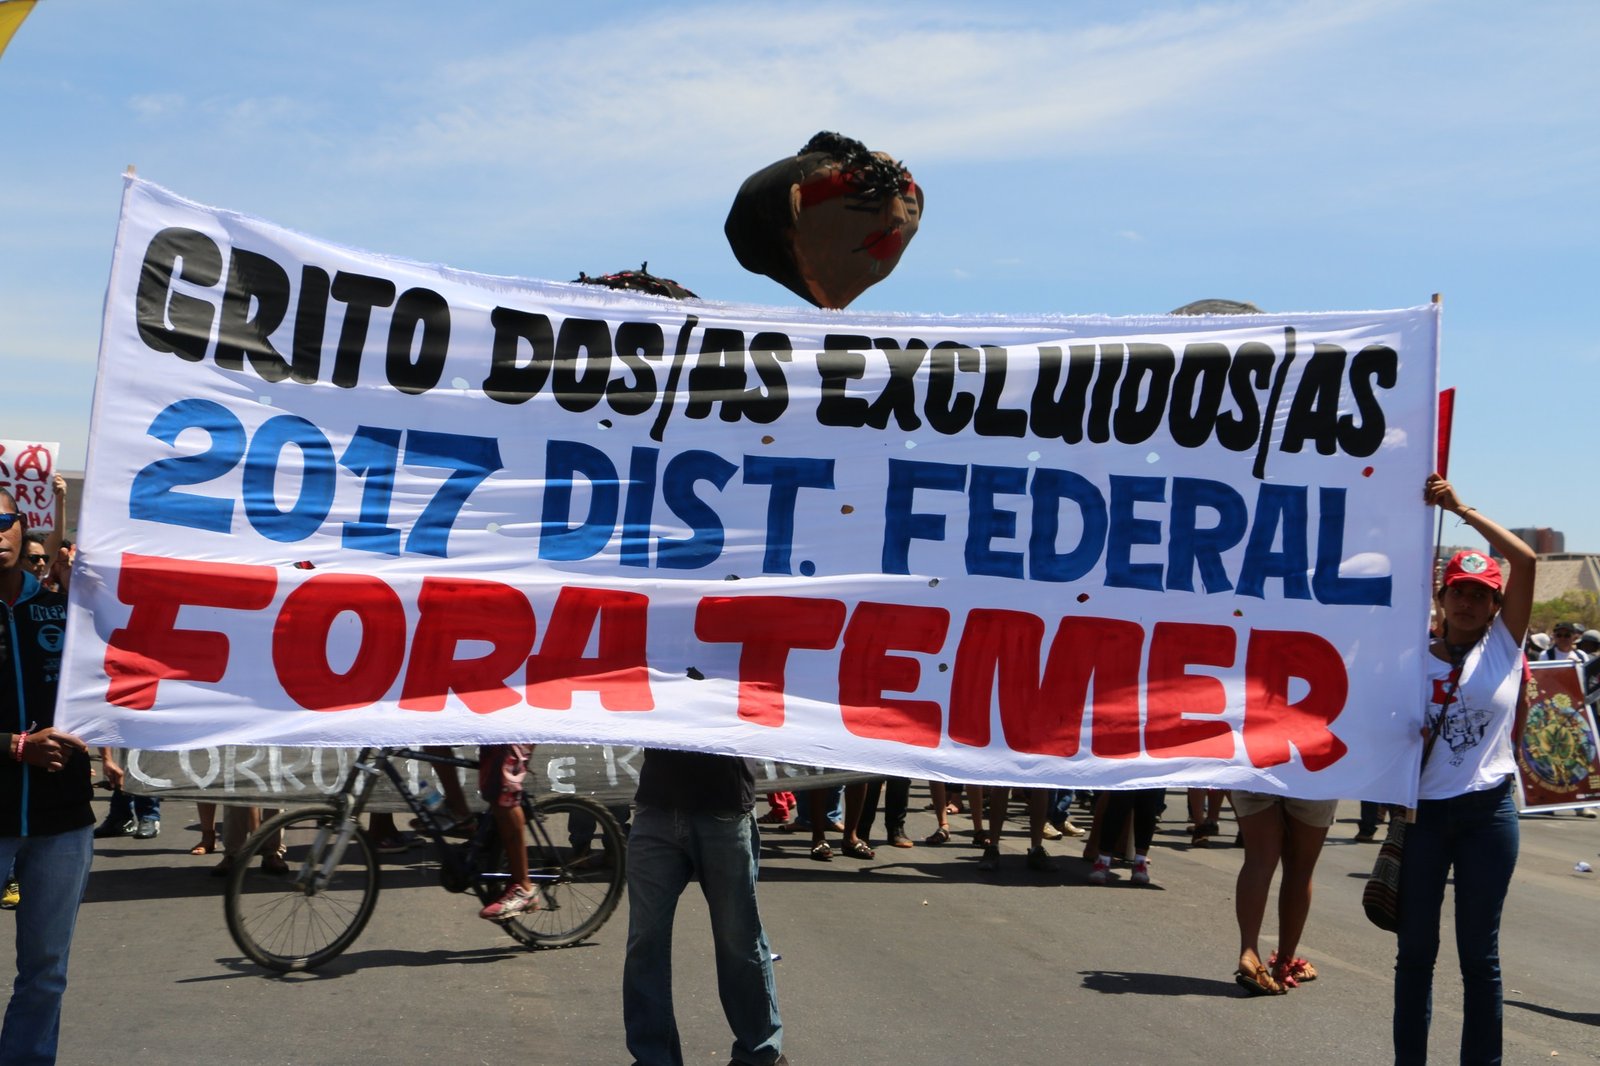 GRITO DOS/AS EXCLUIDOS/AS
2017 DIST. FEDERAL
FORA TEMER